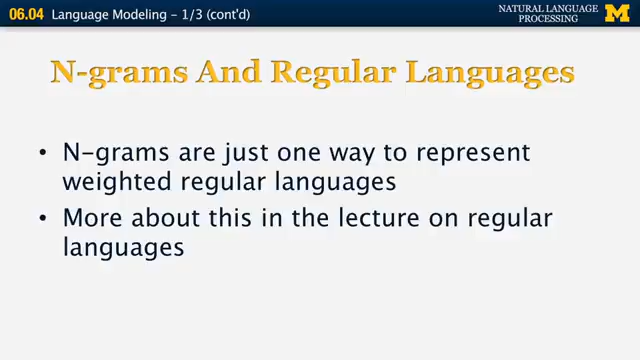 06.04 Language Modeling – 1/3 (cont'd)
NATURAL LANGUAGE
PROCESSING
M
N-grams And Regular Languages
• N-grams are just one way to represent
weighted regular languages
• More about this in the lecture on regular
languages